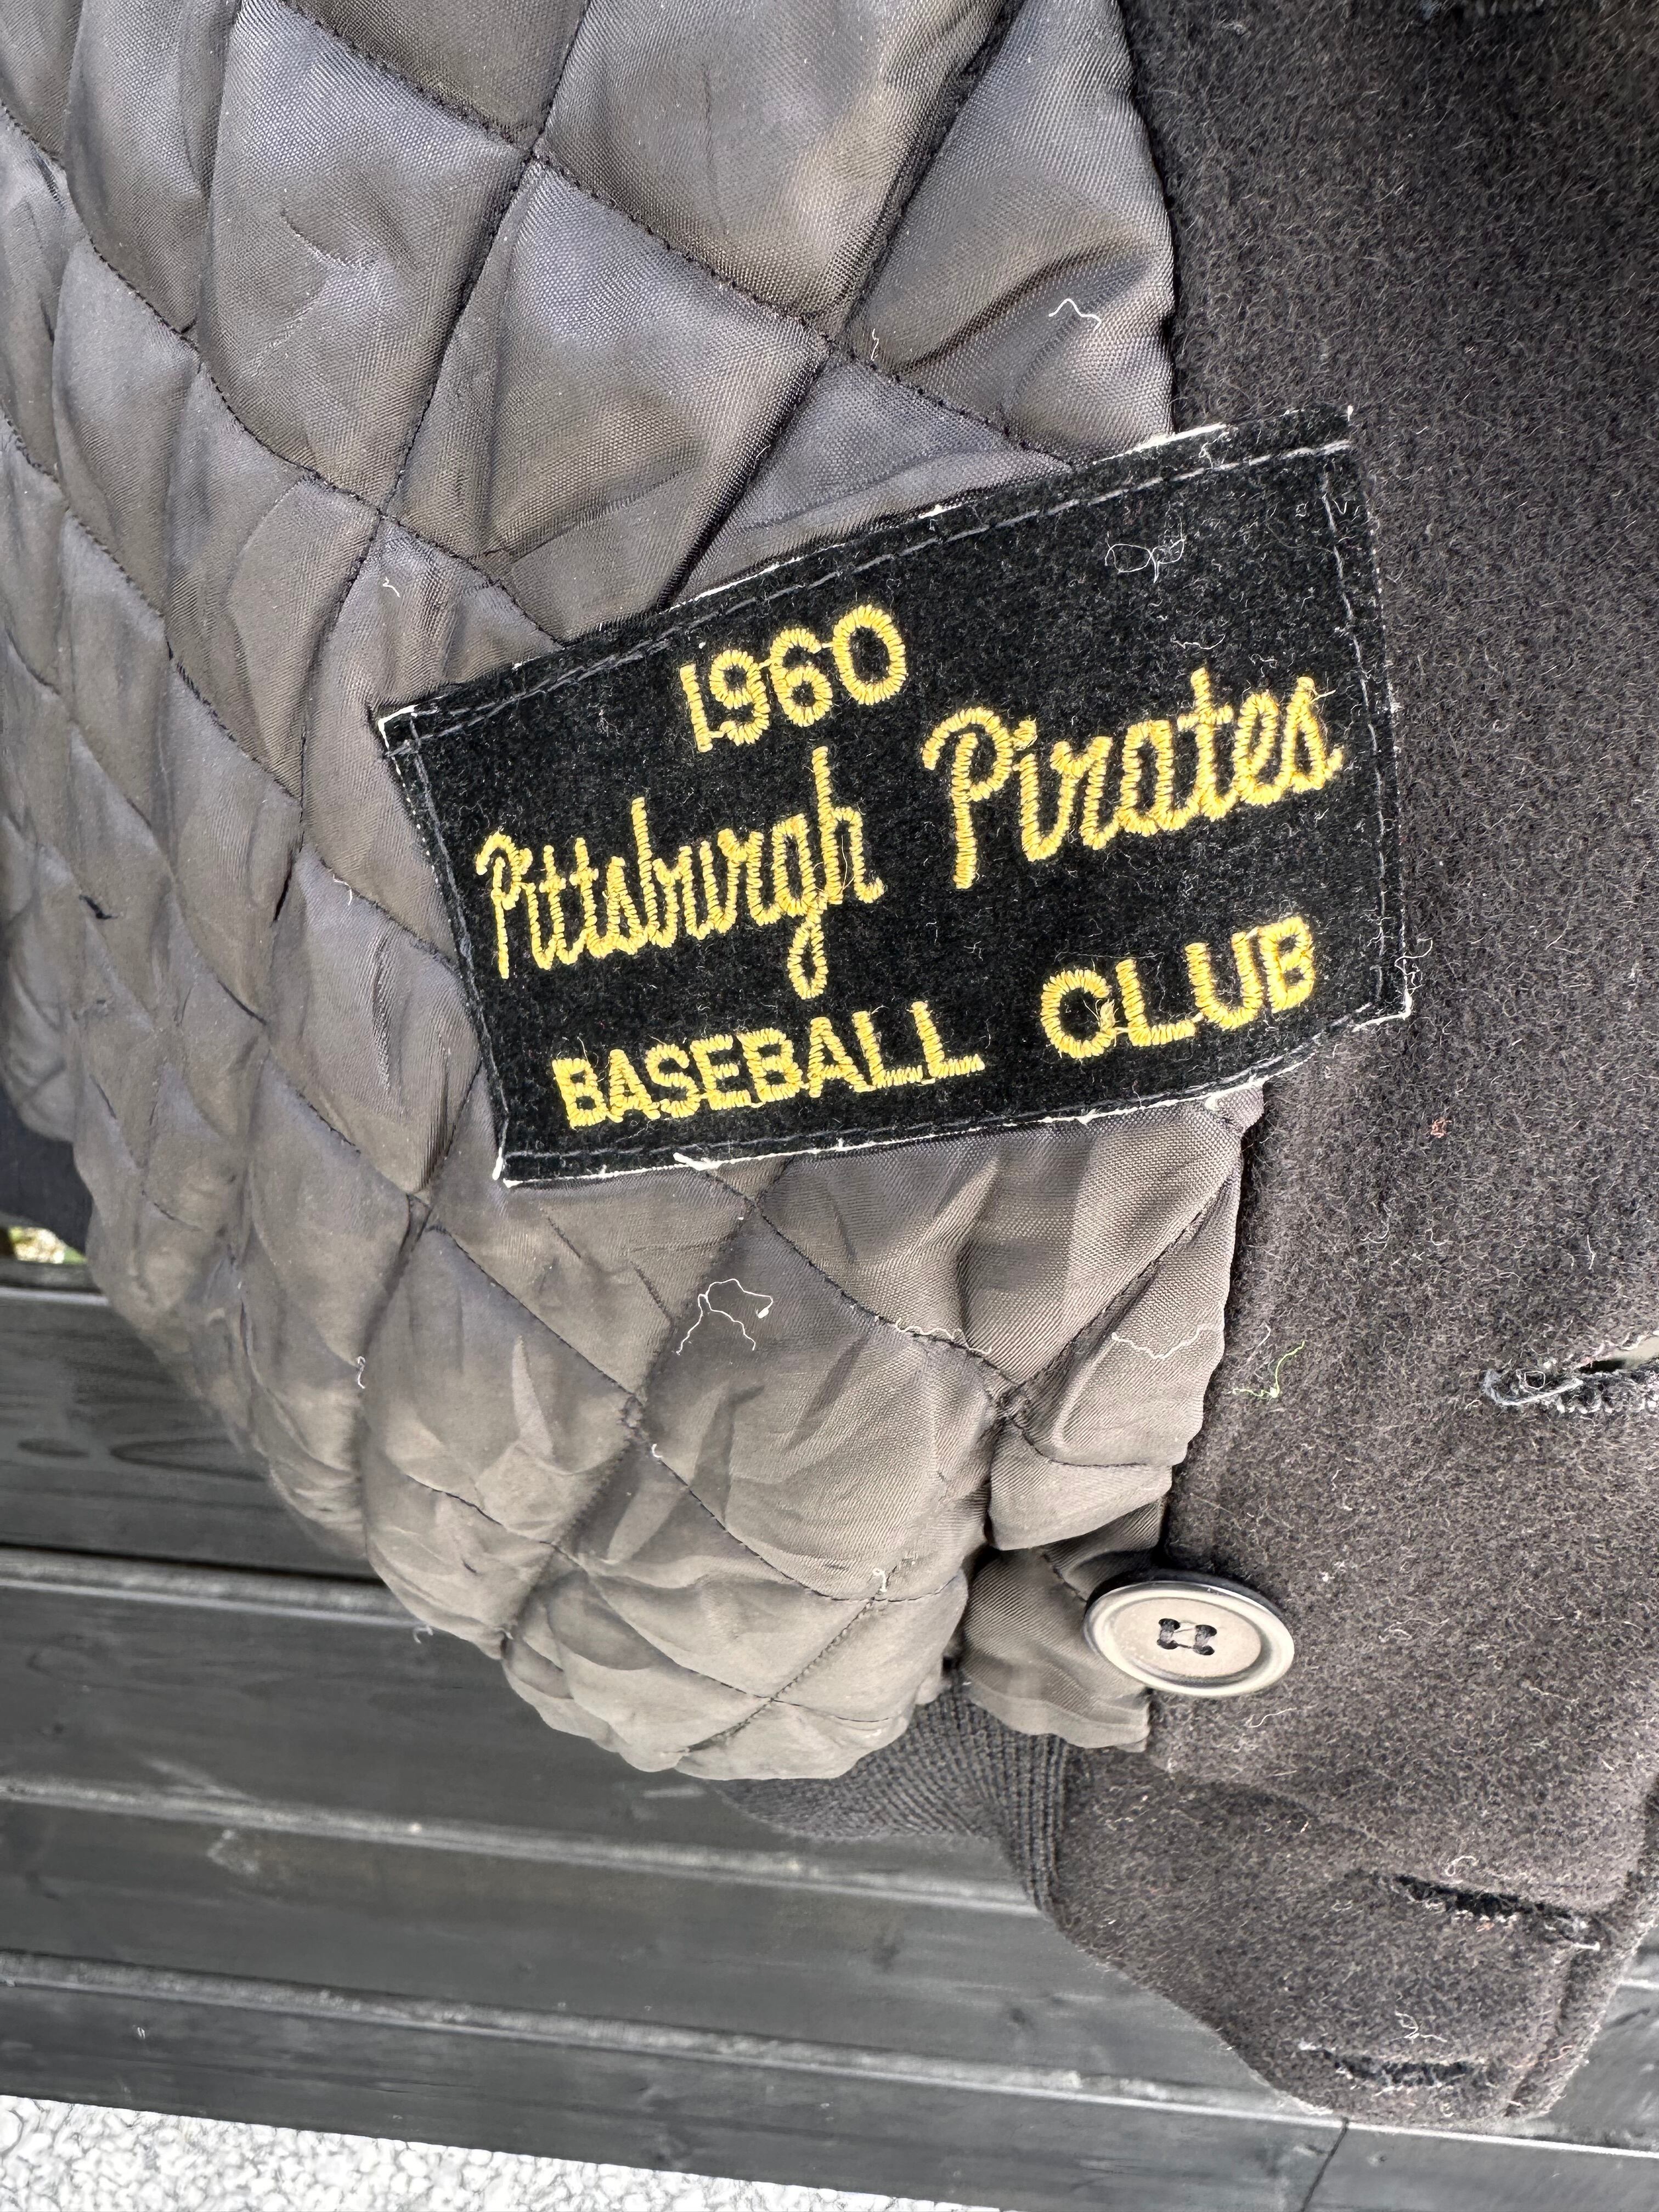 1960
Pittsburgh Pirates
BASEBALL CLUB